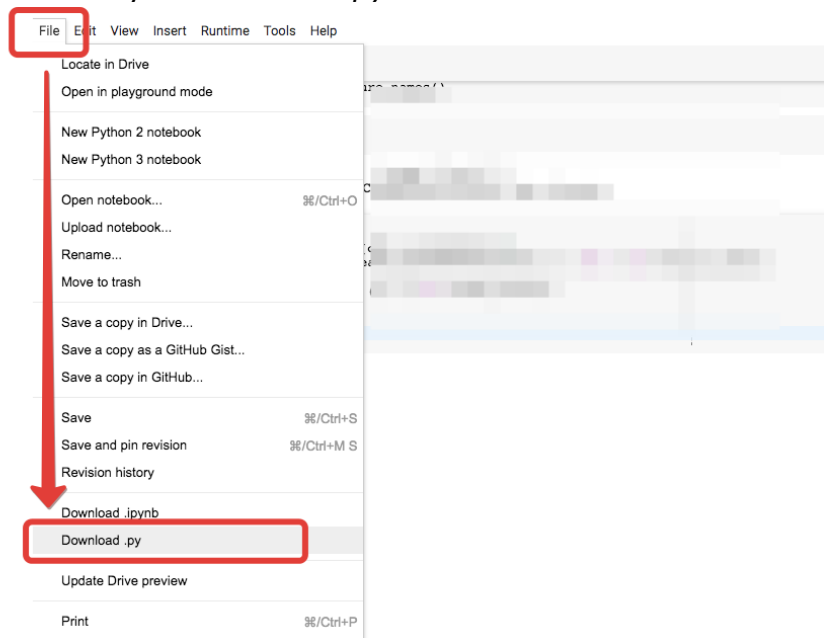 File Edit View Insert Runtime Tools Help
Locate in Drive
Open in playground mode
New Python 2 notebook
New Python 3 notebook
Open notebook... ⌘/Ctrl+O
Upload notebook...
Rename...
Move to trash
Save a copy in Drive...
Save a copy as a GitHub Gist...
Save a copy in GitHub...
Save ⌘/Ctrl+S
Save and pin revision ⌘/Ctrl+M S
Revision history
Download .ipynb
Download .py
Update Drive preview
Print ⌘/Ctrl+P